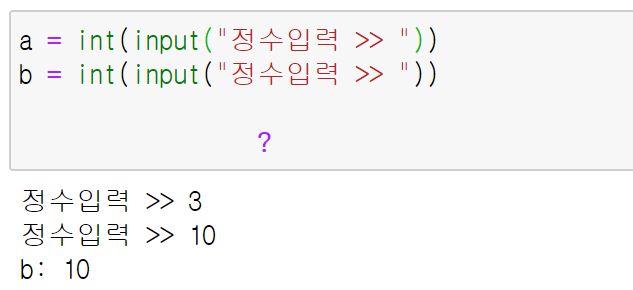 a = int(input("정수입력 >> "))
b = int(input("정수입력 >> "))
?
정수입력 >> 3
정수입력 >> 10
b: 10